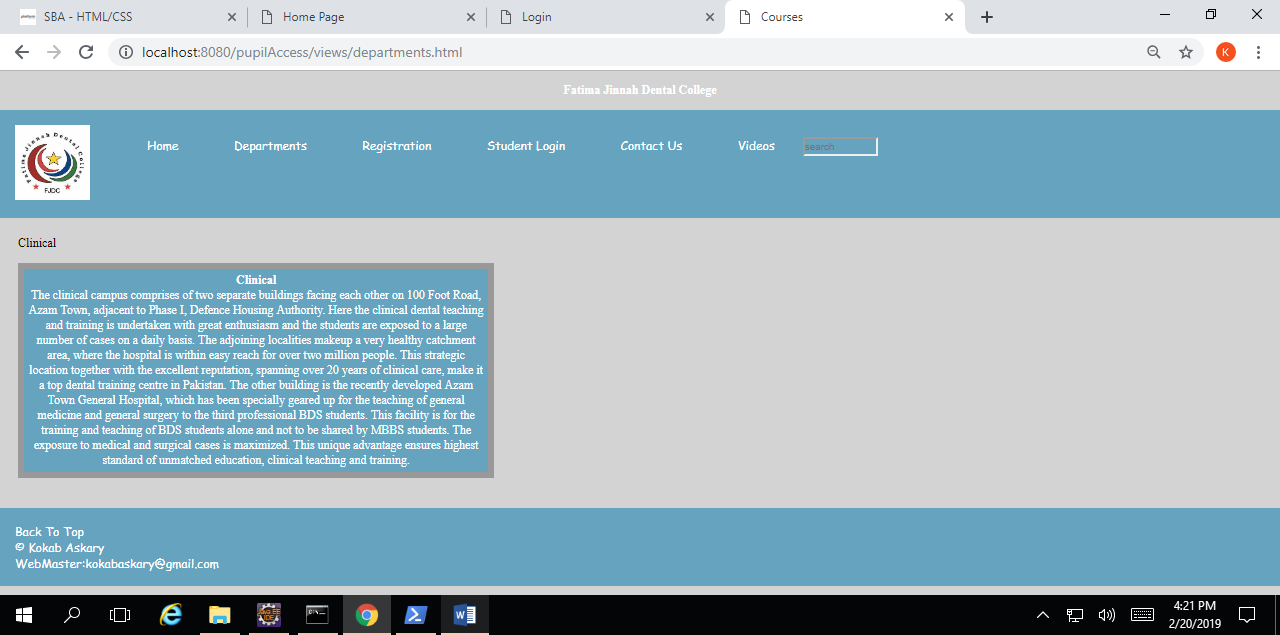 SBA - HTML/CSS
Home Page
Login
Courses
localhost:8080/pupilAccess/views/departments.html
K
Fatima Jinnah Dental College
Fatima Jinnah Dental College
FJDC
Home Departments Registration Student Login Contact Us Videos search
Clinical
Clinical
The clinical campus comprises of two separate buildings facing each other on 100 Foot Road,
Azam Town, adjacent to Phase I, Defence Housing Authority. Here the clinical dental teaching
and training is undertaken with great enthusiasm and the students are exposed to a large
number of cases on a daily basis. The adjoining localities makeup a very healthy catchment
area, where the hospital is within easy reach for over two million people. This strategic
location together with the excellent reputation, spanning over 20 years of clinical care, make it
a top dental training centre in Pakistan. The other building is the recently developed Azam
Town General Hospital, which has been specially geared up for the teaching of general
medicine and general surgery to the third professional BDS students. This facility is for the
training and teaching of BDS students alone and not to be shared by MBBS students. The
exposure to medical and surgical cases is maximized. This unique advantage ensures highest
standard of unmatched education, clinical teaching and training.
Back To Top
© Kokab Askary
WebMaster:kokabaskary@gmail.com
4:21 PM
2/20/2019